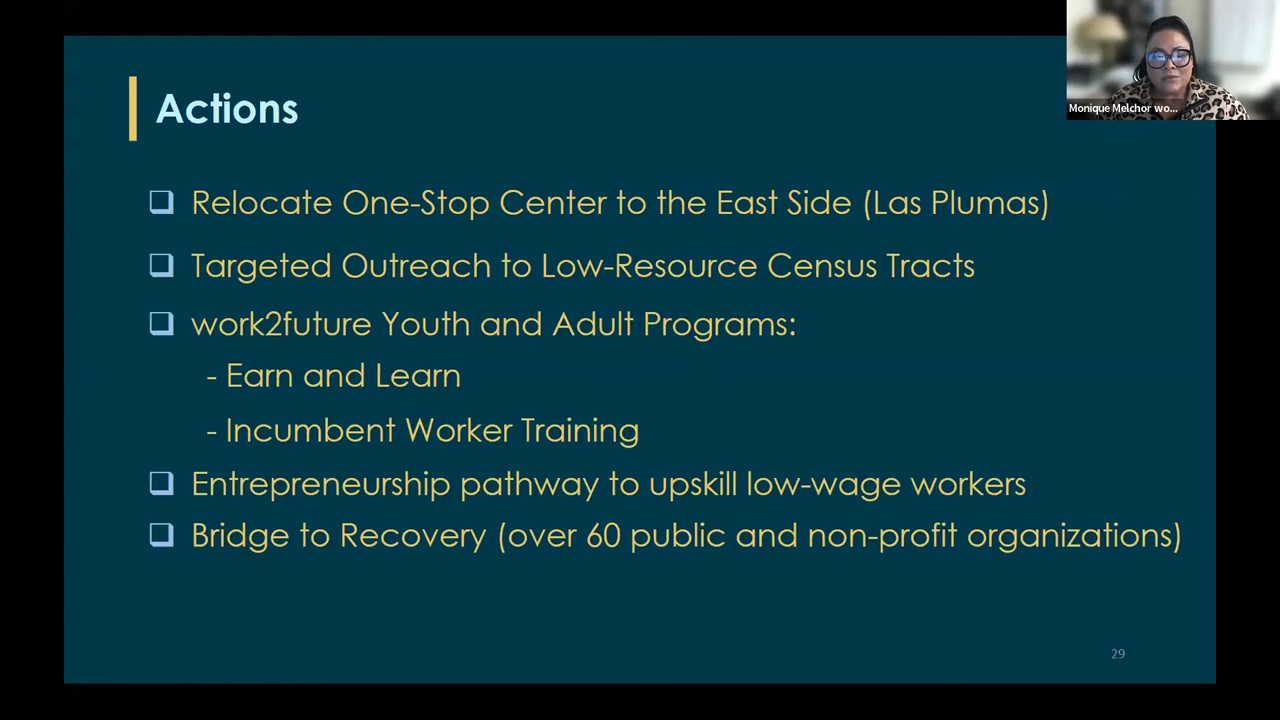 Monique Melchor wo...
Actions
Relocate One-Stop Center to the East Side (Las Plumas)
Targeted Outreach to Low-Resource Census Tracts
work2future Youth and Adult Programs:
- Earn and Learn
- Incumbent Worker Training
Entrepreneurship pathway to upskill low-wage workers
Bridge to Recovery (over 60 public and non-profit organizations)
29